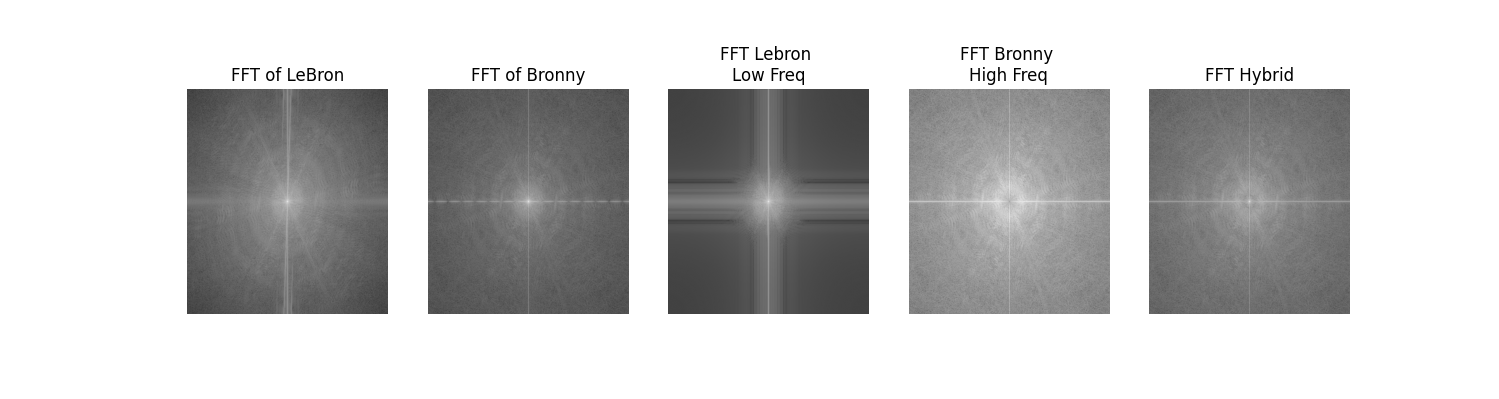 FFT of LeBron
FFT of Bronny
FFT Lebron
Low Freq
FFT Bronny
High Freq
FFT Hybrid